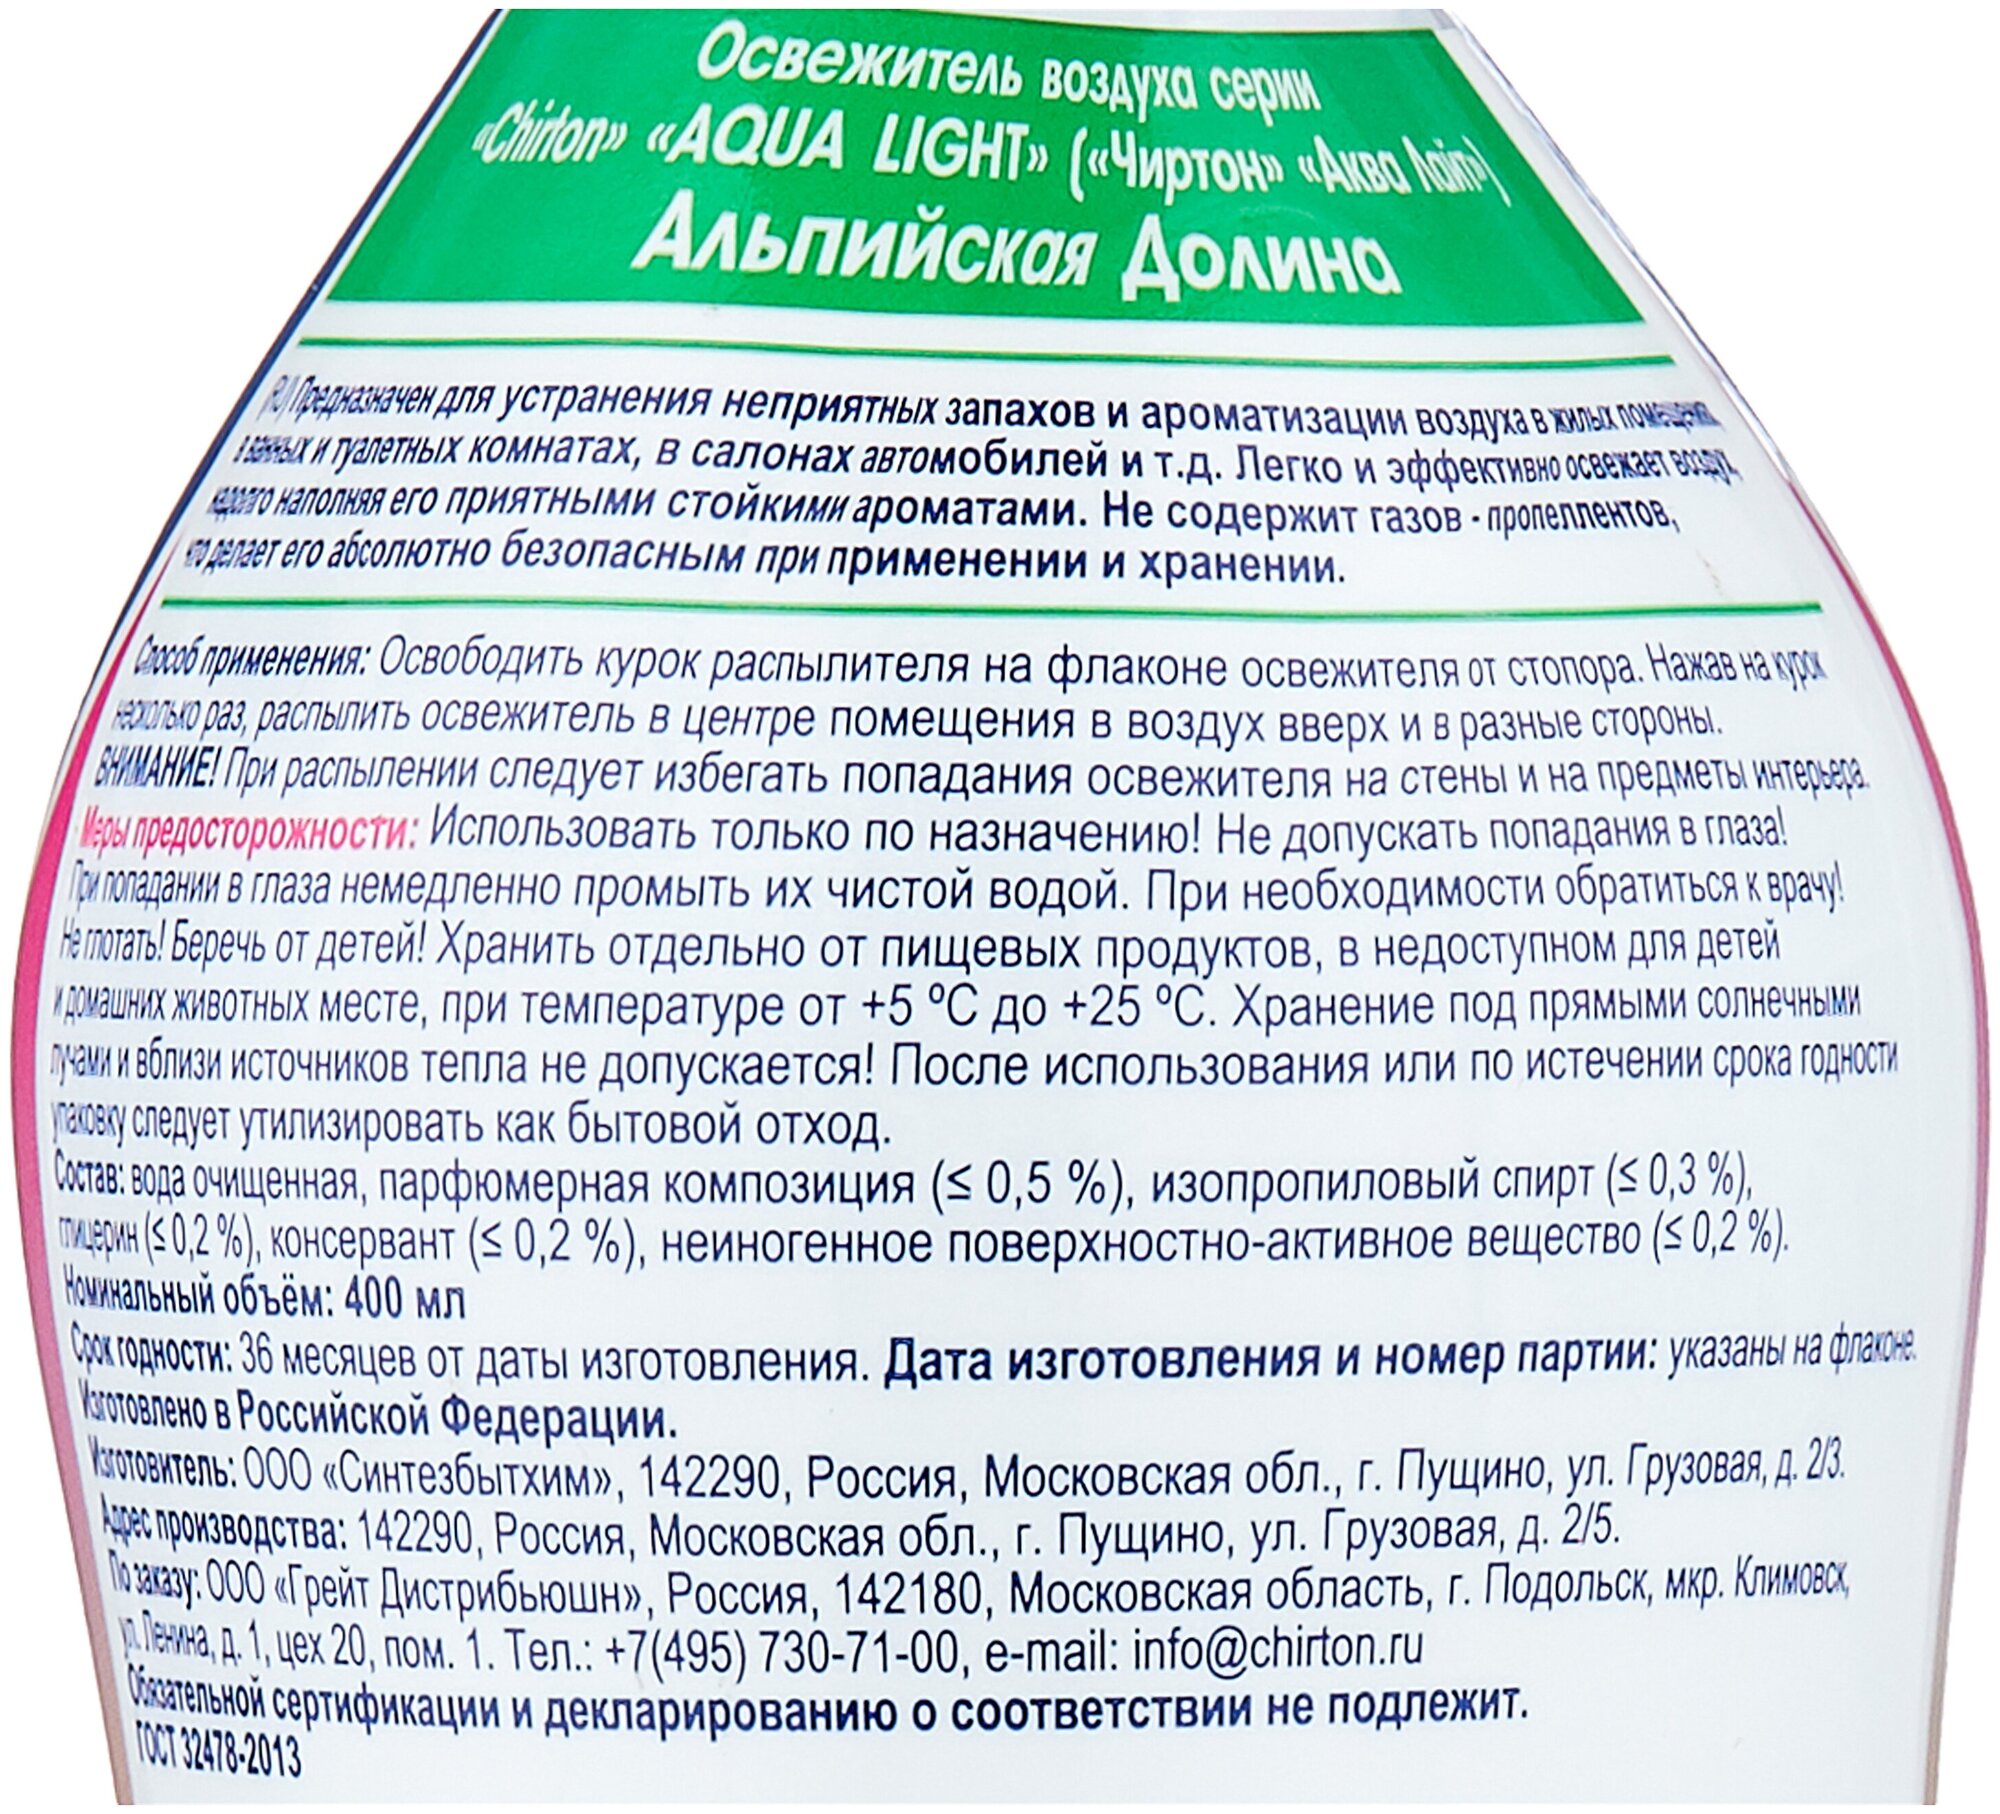 Освежитель воздуха серии
«Chirton» «AQUA LIGHT» («Чиртон» «Аква Лайт»)
Альпийская Долина
(RU) Предназначен для устранения неприятных запахов и ароматизации воздуха в жилых помещениях,
в ванных и туалетных комнатах, в салонах автомобилей и т.д. Легко и эффективно освежает воздух,
надолго наполняя его приятными стойкими ароматами. Не содержит газов - пропеллентов,
что делает его абсолютно безопасным при применении и хранении.
Способ применения: Освободить курок распылителя на флаконе освежителя от стопора. Нажав на курок
несколько раз, распылить освежитель в центре помещения в воздух вверх и в разные стороны.
ВНИМАНИЕ! При распылении следует избегать попадания освежителя на стены и на предметы интерьера.
Меры предосторожности: Использовать только по назначению! Не допускать попадания в глаза!
При попадании в глаза немедленно промыть их чистой водой. При необходимости обратиться к врачу!
Не глотать! Беречь от детей! Хранить отдельно от пищевых продуктов, в недоступном для детей
и домашних животных месте, при температуре от +5 ºС до +25 ºС. Хранение под прямыми солнечными
лучами и вблизи источников тепла не допускается! После использования или по истечении срока годности
упаковку следует утилизировать как бытовой отход.
Состав: вода очищенная, парфюмерная композиция (≤ 0,5 %), изопропиловый спирт (≤ 0,3 %),
глицерин (≤ 0,2 %), консервант (≤ 0,2 %), неиногенное поверхностно-активное вещество (≤ 0,2 %).
Номинальный объём: 400 мл
Срок годности: 36 месяцев от даты изготовления. Дата изготовления и номер партии: указаны на флаконе.
Изготовлено в Российской Федерации.
Изготовитель: ООО «Синтезбытхим», 142290, Россия, Московская обл., г. Пущино, ул. Грузовая, д. 2/3.
Адрес производства: 142290, Россия, Московская обл., г. Пущино, ул. Грузовая, д. 2/5.
По заказу: ООО «Грейт Дистрибьюшн», Россия, 142180, Московская область, г. Подольск, мкр. Климовск,
ул. Ленина, д. 1, цех 20, пом. 1. Тел.: +7(495) 730-71-00, e-mail: info@chirton.ru
Обязательной сертификации и декларированию о соответствии не подлежит.
ГОСТ 32478-2013